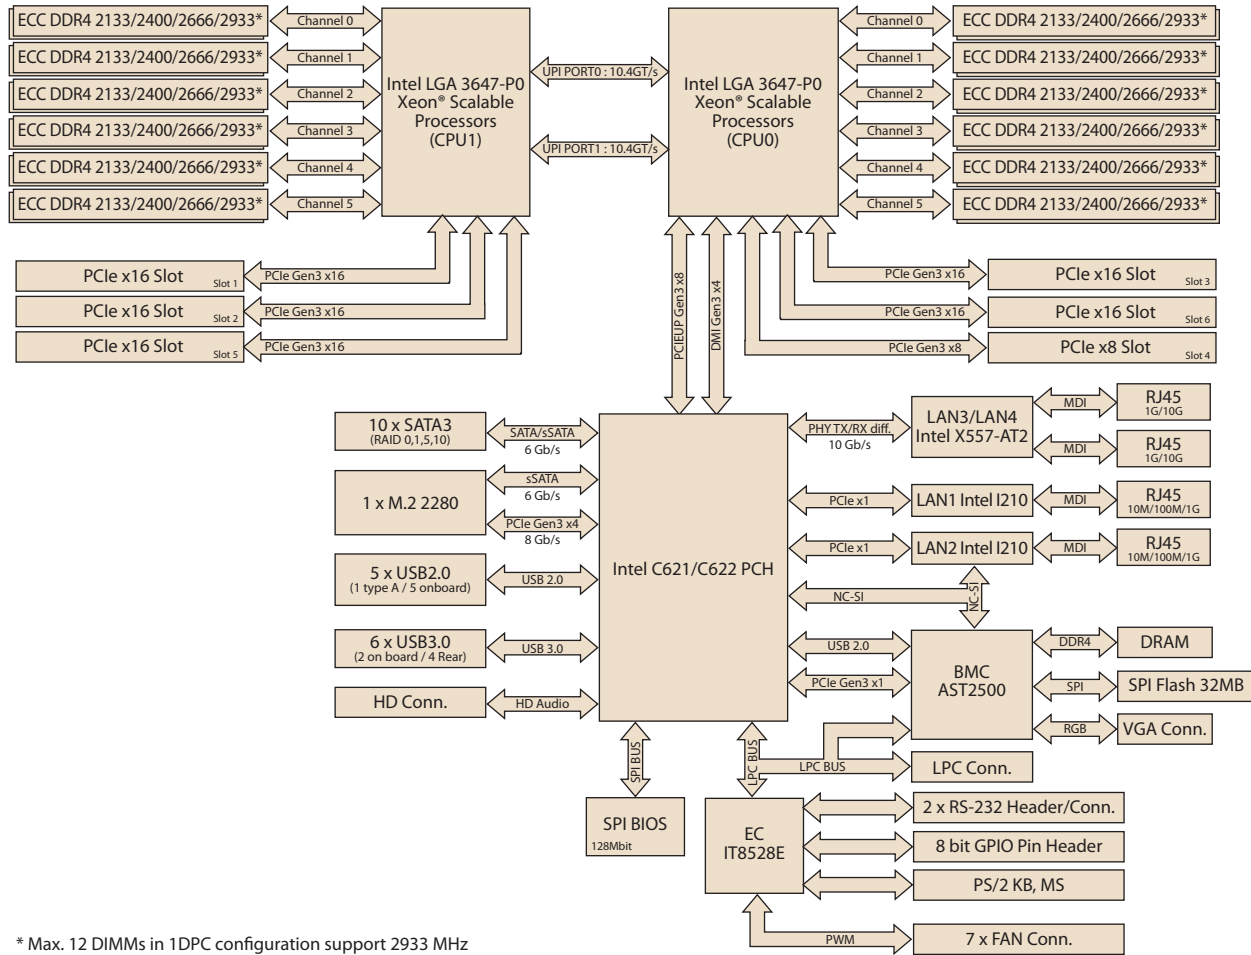 ECC DDR4 2133/2400/2666/2933*
Channel 0
ECC DDR4 2133/2400/2666/2933*
Channel 1
ECC DDR4 2133/2400/2666/2933*
Channel 2
ECC DDR4 2133/2400/2666/2933*
Channel 3
ECC DDR4 2133/2400/2666/2933*
Channel 4
ECC DDR4 2133/2400/2666/2933*
Channel 5
Intel LGA 3647-P0
Xeon® Scalable
Processors
(CPU1)
UPI PORT0 : 10.4GT/s
UPI PORT1 : 10.4GT/s
Intel LGA 3647-P0
Xeon® Scalable
Processors
(CPU0)
Channel 0
ECC DDR4 2133/2400/2666/2933*
Channel 1
ECC DDR4 2133/2400/2666/2933*
Channel 2
ECC DDR4 2133/2400/2666/2933*
Channel 3
ECC DDR4 2133/2400/2666/2933*
Channel 4
ECC DDR4 2133/2400/2666/2933*
Channel 5
ECC DDR4 2133/2400/2666/2933*
PCIe x16 Slot
Slot 1
PCIe Gen3 x16
PCIe x16 Slot
Slot 2
PCIe Gen3 x16
PCIe x16 Slot
Slot 5
PCIe Gen3 x16
PCIEUP Gen3 x8
DMI Gen3 x4
PCIe Gen3 x16
PCIe x16 Slot
Slot 3
PCIe Gen3 x16
PCIe x16 Slot
Slot 6
PCIe Gen3 x8
PCIe x8 Slot
Slot 4
10 x SATA3
(RAID 0,1,5,10)
SATA/sSATA
6 Gb/s
1 x M.2 2280
sSATA
6 Gb/s
PCIe Gen3 x4
8 Gb/s
5 x USB2.0
(1 type A / 5 onboard)
USB 2.0
6 x USB3.0
(2 on board / 4 Rear)
USB 3.0
HD Conn.
HD Audio
Intel C621/C622 PCH
PHY TX/RX diff.
10 Gb/s
LAN3/LAN4
Intel X557-AT2
MDI
RJ45
1G/10G
MDI
RJ45
1G/10G
PCIe x1
LAN1 Intel I210
MDI
RJ45
10M/100M/1G
PCIe x1
LAN2 Intel I210
MDI
RJ45
10M/100M/1G
NC-SI
NC-SI
USB 2.0
PCIe Gen3 x1
BMC
AST2500
DDR4
DRAM
SPI
SPI Flash 32MB
RGB
VGA Conn.
SPI BUS
LPC BUS
LPC BUS
LPC Conn.
SPI BIOS
128Mbit
EC
IT8528E
2 x RS-232 Header/Conn.
8 bit GPIO Pin Header
PS/2 KB, MS
PWM
7 x FAN Conn.
* Max. 12 DIMMs in 1DPC configuration support 2933 MHz